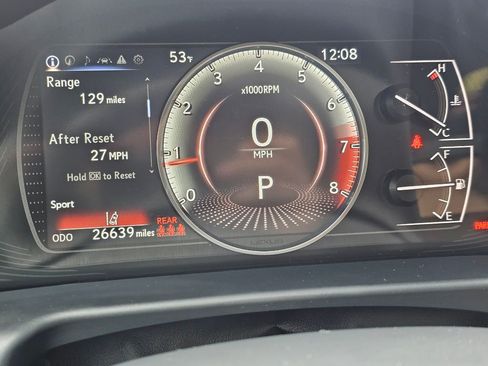 53°F
12:08
Range
129 miles
After Reset
27 MPH
Hold OK to Reset
Sport
ODO 26639 miles
REAR
x1000RPM
0
1
2
3
4
5
6
7
8
0
MPH
P
LEXUS
H
C
F
E